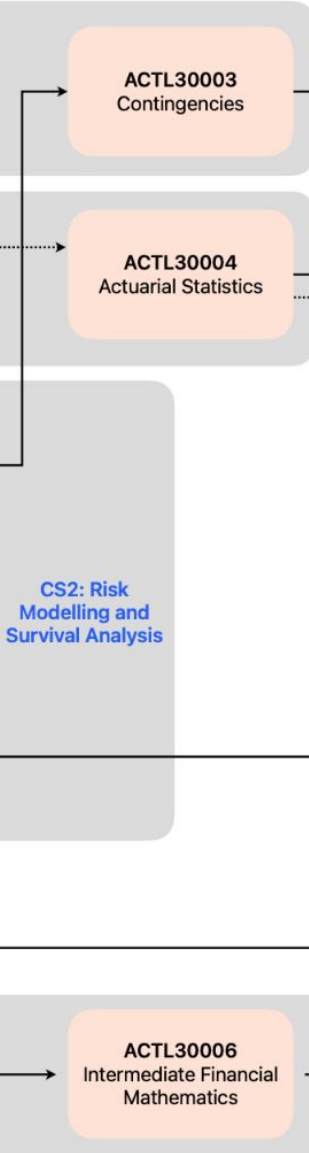 ACTL30003
Contingencies
ACTL30004
Actuarial Statistics
CS2: Risk
Modelling and
Survival Analysis
ACTL30006
Intermediate Financial
Mathematics